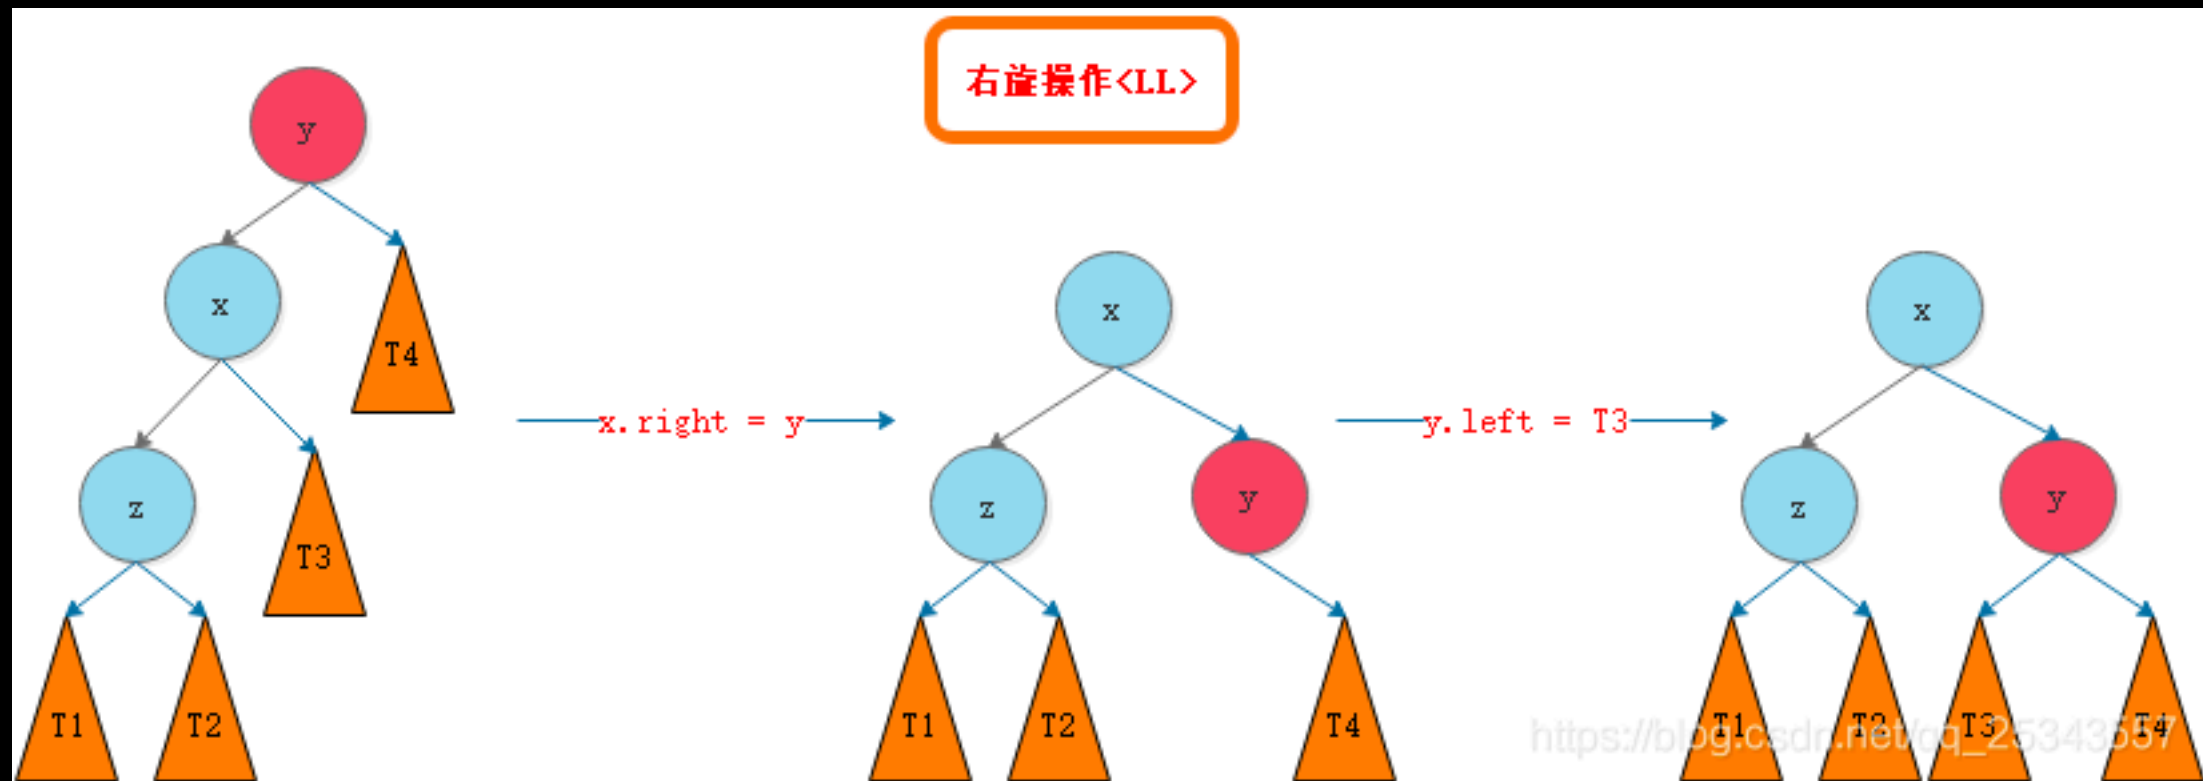 右旋操作<LL>
y
x
T4
x
x
x.right = y
y.left = T3
z
T3
z
y
z
y
T1
T2
T1
T2
T4
T1
T2
T3
T4
https://blog.csdn.net/qq_25343557